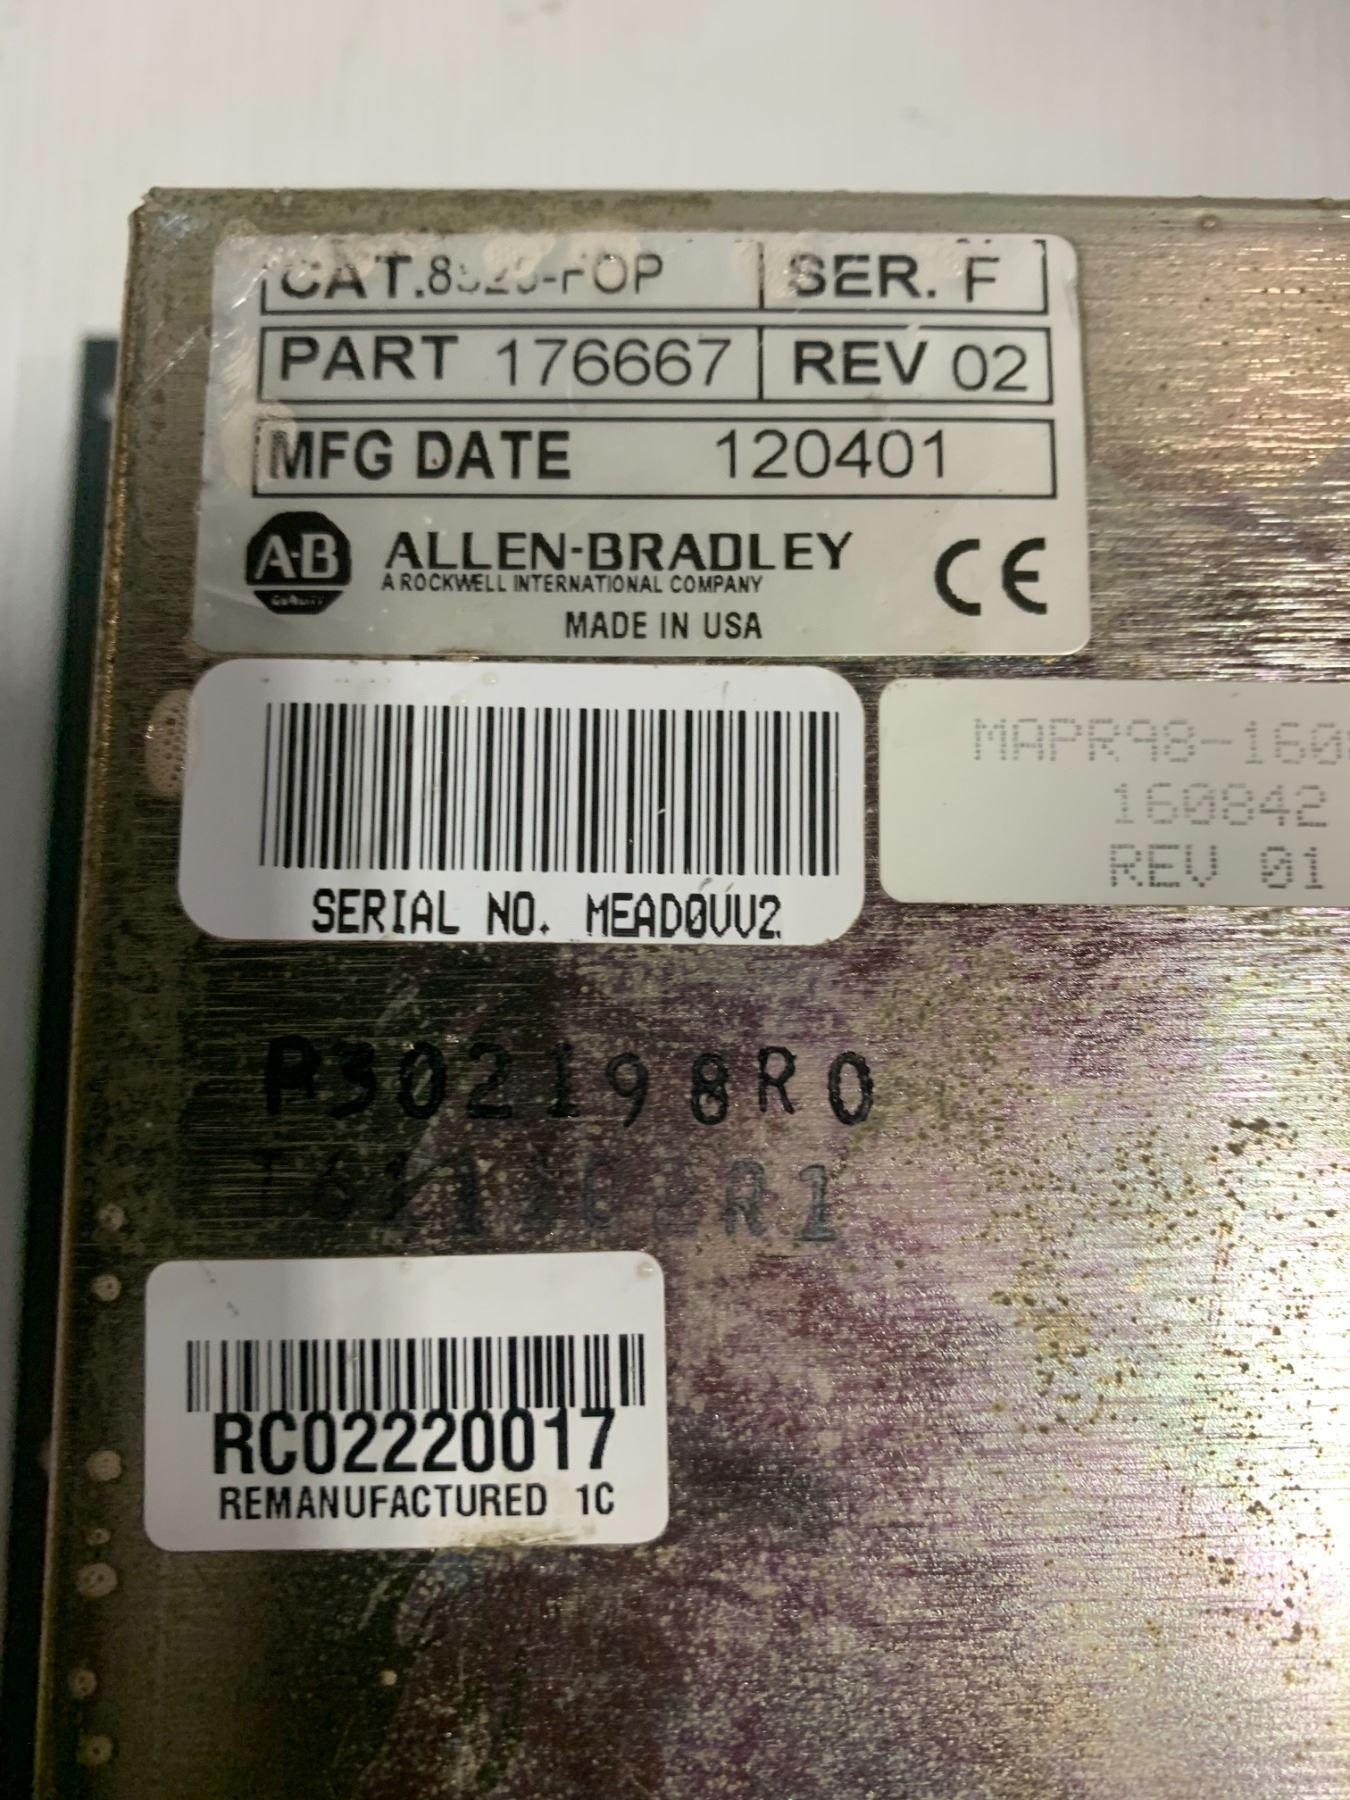 CAT. SER. F
PART 176667 REV 02
MFG DATE 120401
A-B ALLEN-BRADLEY CE
A ROCKWELL INTERNATIONAL COMPANY
MADE IN USA
SERIAL NO. MEAD0VV2
160842
REV 01
P302198R0
RC02220017
REMANUFACTURED 1C